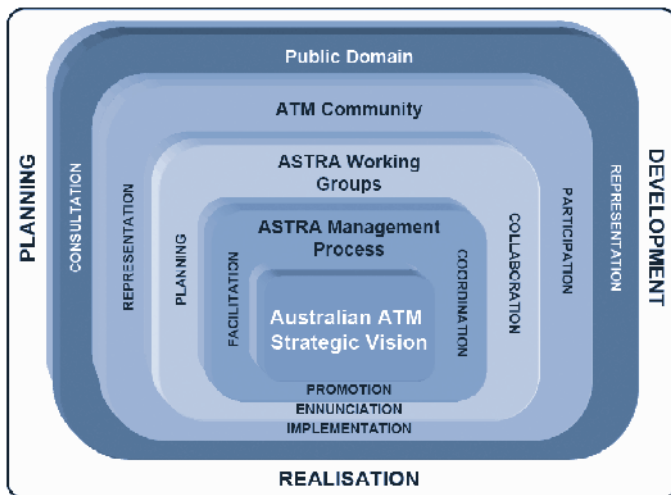 Public Domain
ATM Community
ASTRA Working
Groups
ASTRA Management
Process
Australian ATM
Strategic Vision
PLANNING
CONSULTATION
REPRESENTATION
PLANNING
FACILITATION
COORDINATION
COLLABORATION
PARTICIPATION
REPRESENTATION
DEVELOPMENT
PROMOTION
ENNUNCIATION
IMPLEMENTATION
REALISATION